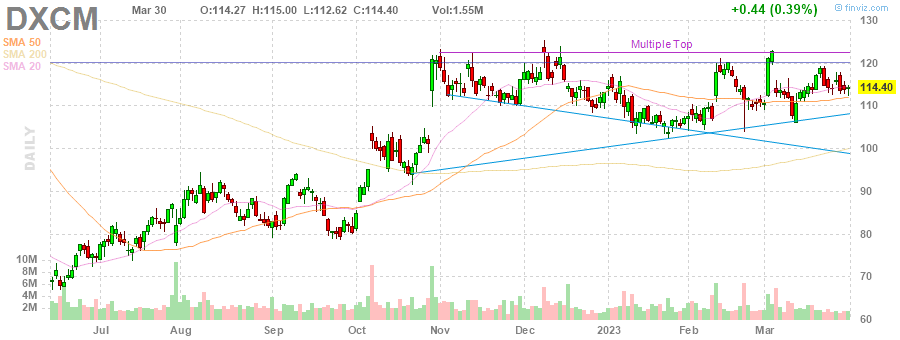 DXCM
Mar 30 O:114.27 H:115.00 L:112.62 C:114.40 Vol:1.55M +0.44 (0.39%)
© finviz.com
SMA 50
SMA 200
SMA 20
Multiple Top
DAILY
130
120
114.40
110
100
90
80
70
60
10M
8M
6M
4M
2M
Jul Aug Sep Oct Nov Dec 2023 Feb Mar